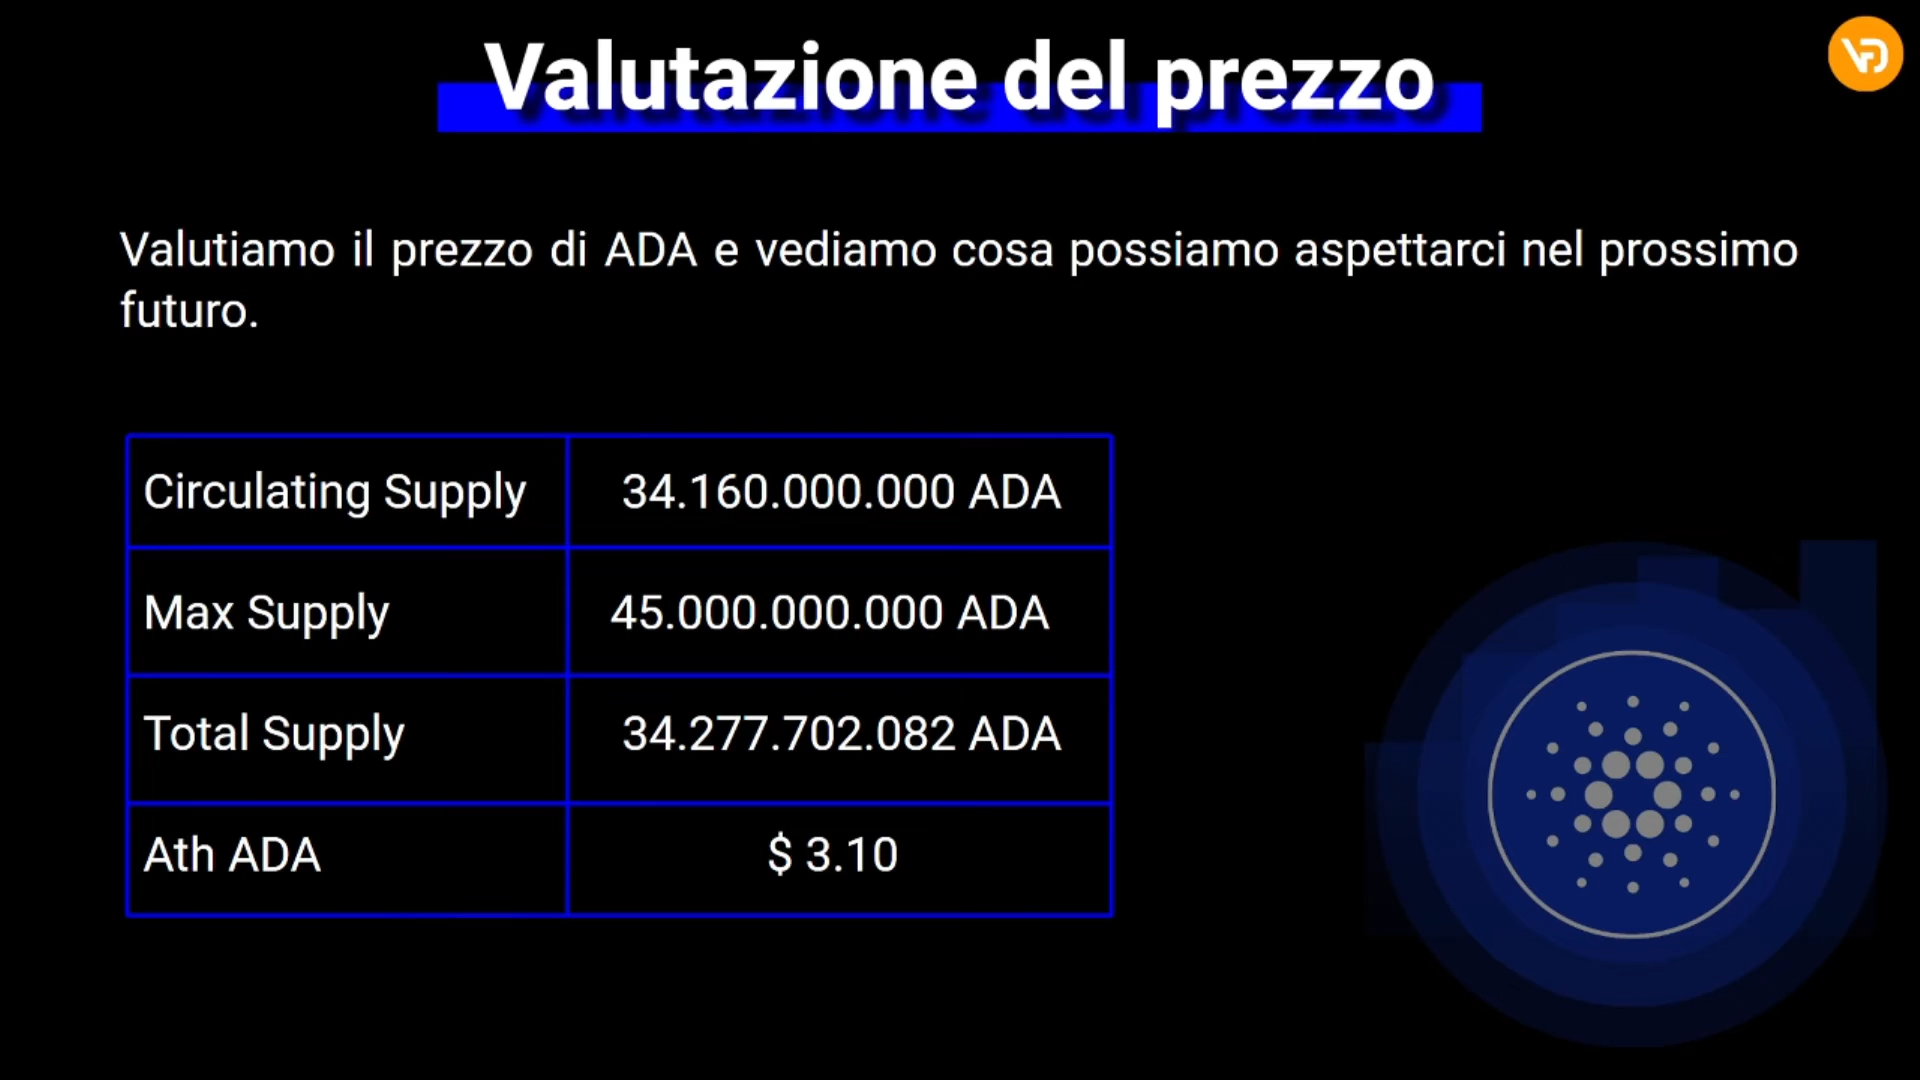 Valutazione del prezzo
Valutiamo il prezzo di ADA e vediamo cosa possiamo aspettarci nel prossimo
futuro.
Circulating Supply 34.160.000.000 ADA
Max Supply 45.000.000.000 ADA
Total Supply 34.277.702.082 ADA
Ath ADA $ 3.10